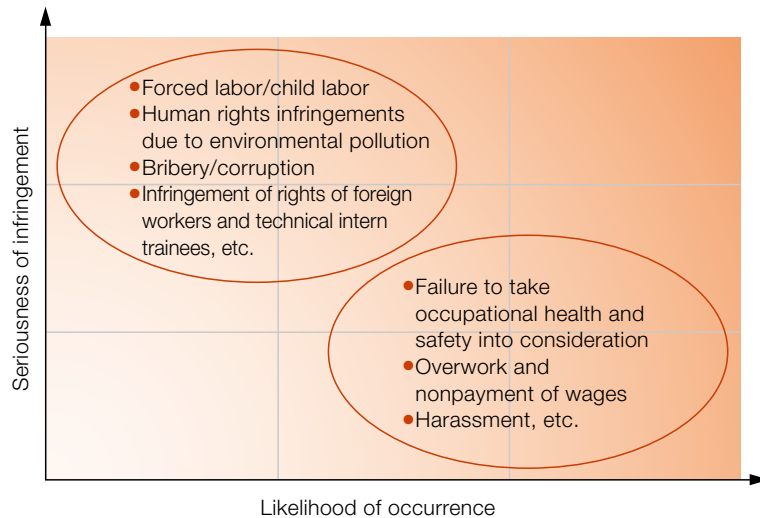 Seriousness of infringement
●Forced labor/child labor
●Human rights infringements
due to environmental pollution
●Bribery/corruption
●Infringement of rights of foreign
workers and technical intern
trainees, etc.
●Failure to take
occupational health and
safety into consideration
●Overwork and
nonpayment of wages
●Harassment, etc.
Likelihood of occurrence